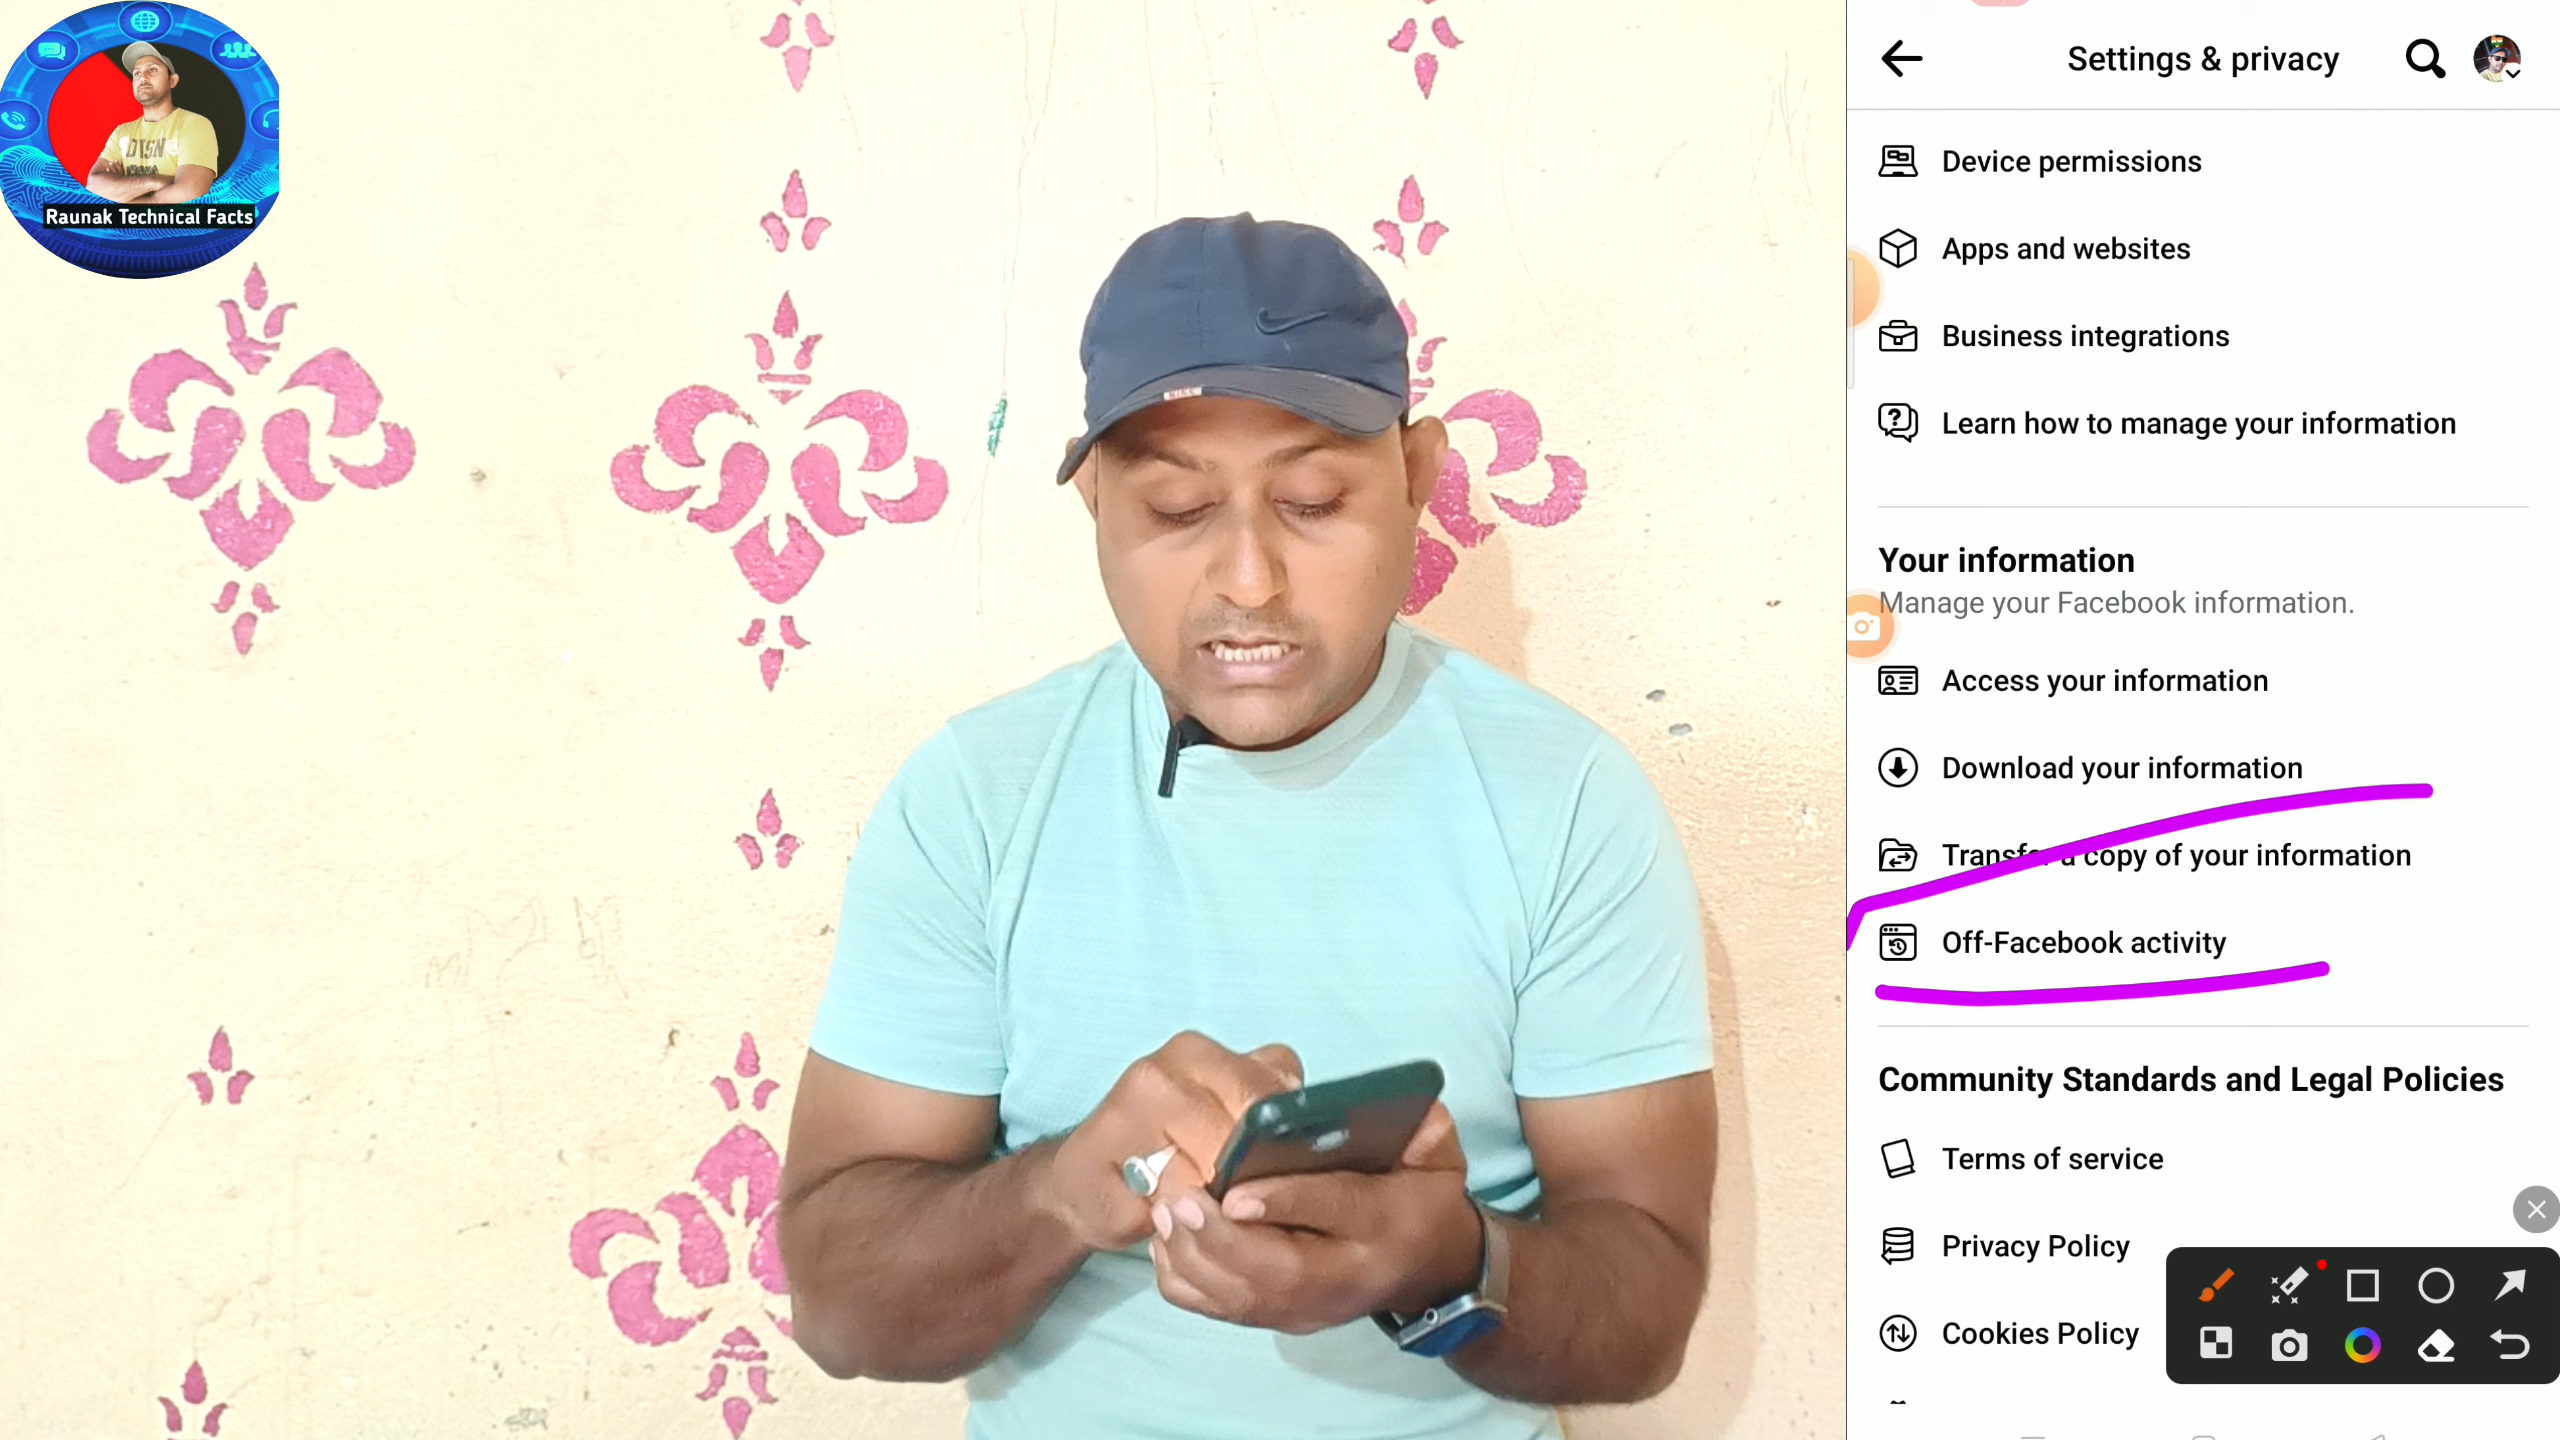 Raunak Technical Facts
NIKE
Settings & privacy
Device permissions
Apps and websites
Business integrations
Learn how to manage your information
Your information
Manage your Facebook information.
Access your information
Download your information
Transfer a copy of your information
Off-Facebook activity
Community Standards and Legal Policies
Terms of service
Privacy Policy
Cookies Policy